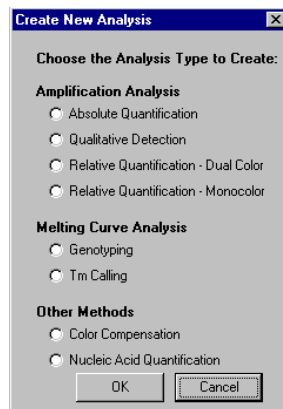 Create New Analysis
Choose the Analysis Type to Create:
Amplification Analysis
Absolute Quantification
Qualitative Detection
Relative Quantification - Dual Color
Relative Quantification - Monocolor
Melting Curve Analysis
Genotyping
Tm Calling
Other Methods
Color Compensation
Nucleic Acid Quantification
OK Cancel